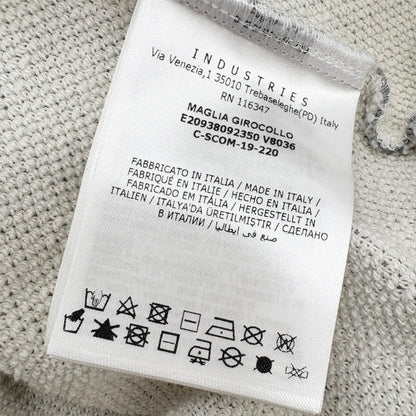 INDUSTRIES
Via Venezia,1 35010 Trebaseleghe(PD) Italy
RN 116347
MAGLIA GIROCOLLO
E20938092350 V8036
C-SCOM-19-220
FABBRICATO IN ITALIA / MADE IN ITALY /
FABRIQUÉ EN ITALIE / HECHO EN ITALIA /
FABRICADO EM ITÁLIA / HERGESTELLT IN
ITALIEN / ITALYA'DA ÜRETILMIŞTIR / СДЕЛАНО
В ИТАЛИИ / صنع في ايطاليا